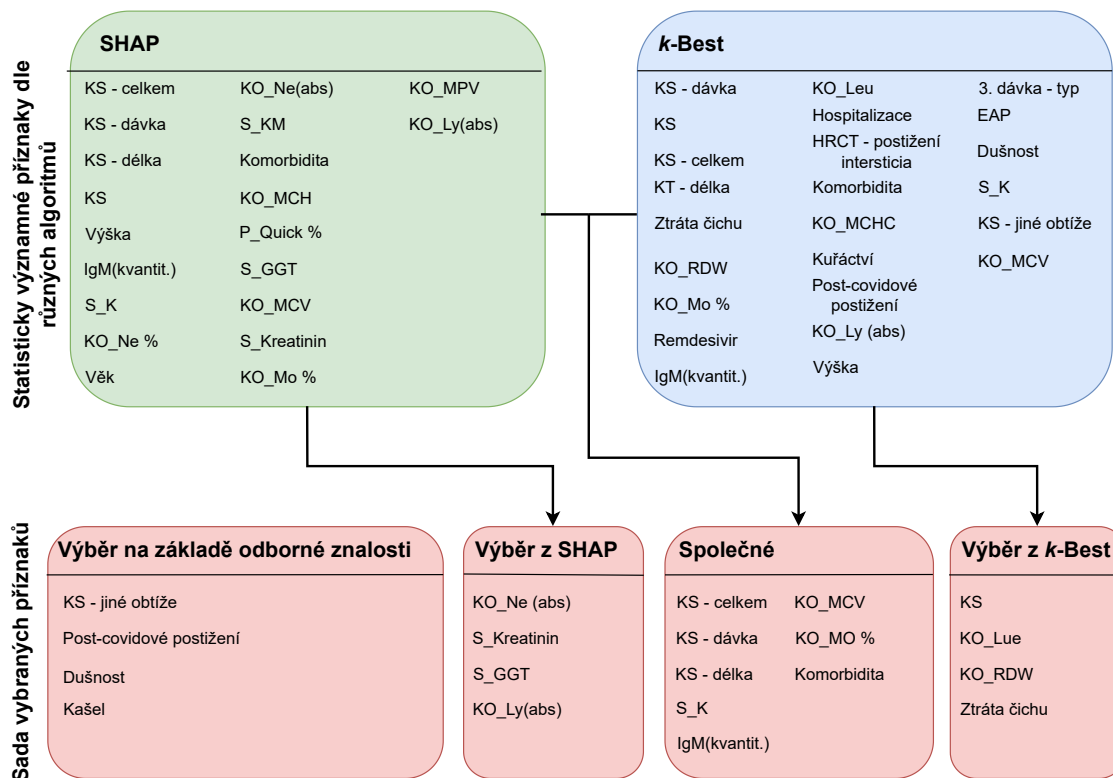 Statisticky významné příznaky dle
různých algoritmů
SHAP
KS - celkem
KS - dávka
KS - délka
KS
Výška
IgM(kvantit.)
S_K
KO_Ne %
Věk
KO_Ne(abs)
S_KM
Komorbidita
KO_MCH
P_Quick %
S_GGT
KO_MCV
S_Kreatinin
KO_Mo %
KO_MPV
KO_Ly(abs)
k-Best
KS - dávka
KS
KS - celkem
KT - délka
Ztráta čichu
KO_RDW
KO_Mo %
Remdesivir
IgM(kvantit.)
KO_Leu
Hospitalizace
HRCT - postižení
intersticia
Komorbidita
KO_MCHC
Kuřáctví
Post-covidové
postižení
KO_Ly (abs)
Výška
3. dávka - typ
EAP
Dušnost
S_K
KS - jiné obtíže
KO_MCV
Sada vybraných příznaků
Výběr na základě odborné znalosti
KS - jiné obtíže
Post-covidové postižení
Dušnost
Kašel
Výběr z SHAP
KO_Ne (abs)
S_Kreatinin
S_GGT
KO_Ly(abs)
Společné
KS - celkem
KS - dávka
KS - délka
S_K
IgM(kvantit.)
KO_MCV
KO_MO %
Komorbidita
Výběr z k-Best
KS
KO_Lue
KO_RDW
Ztráta čichu